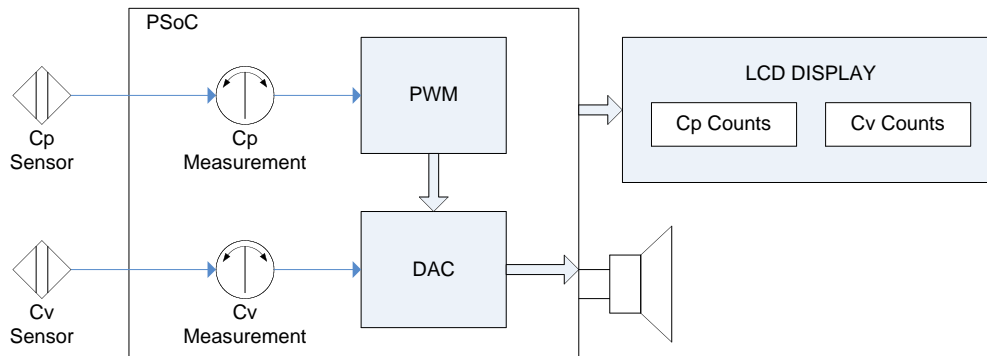 PSoC
PWM
LCD DISPLAY
Cp Counts
Cv Counts
Cp
Sensor
Cp
Measurement
DAC
Cv
Sensor
Cv
Measurement